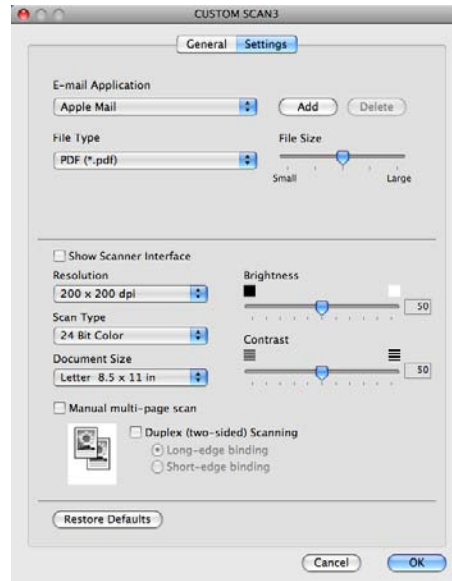 CUSTOM SCAN3
General Settings
E-mail Application
Apple Mail Add Delete
File Type File Size
PDF (*.pdf)
Small Large
Show Scanner Interface
Resolution Brightness
200 x 200 dpi
50
Scan Type
24 Bit Color
Contrast
Document Size
Letter 8.5 x 11 in 50
Manual multi-page scan
Duplex (two-sided) Scanning
Long-edge binding
Short-edge binding
Restore Defaults
Cancel OK